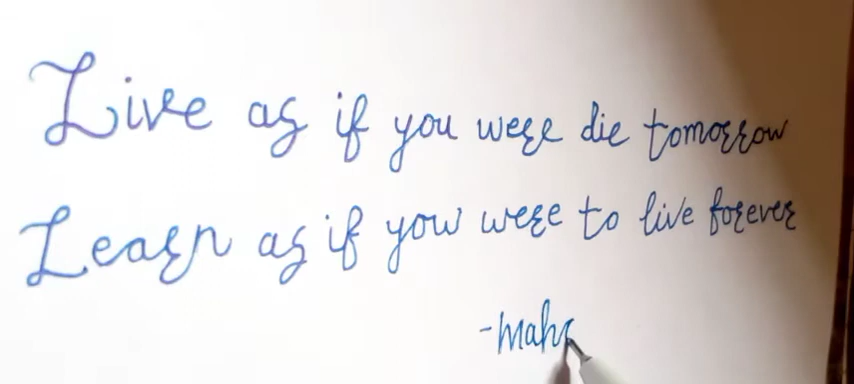 Live as if you were die tomorrow
Learn as if you were to live forever
-Mah